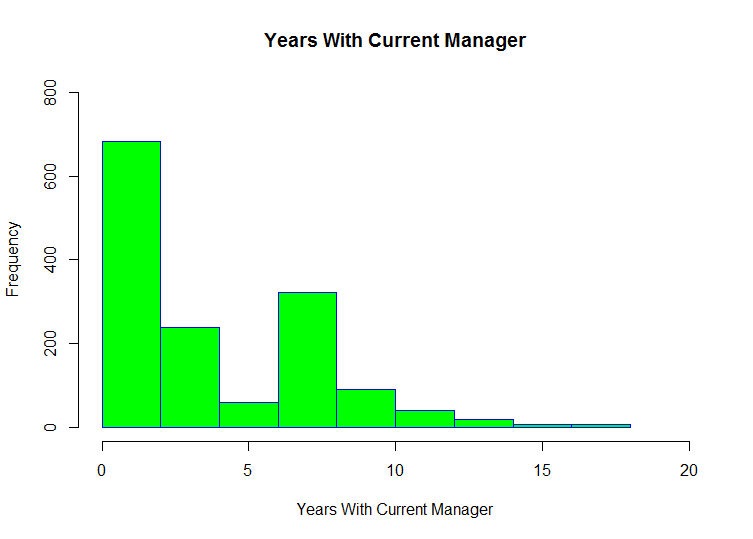 Years With Current Manager
800
600
400
200
0
Frequency
0 5 10 15 20
Years With Current Manager